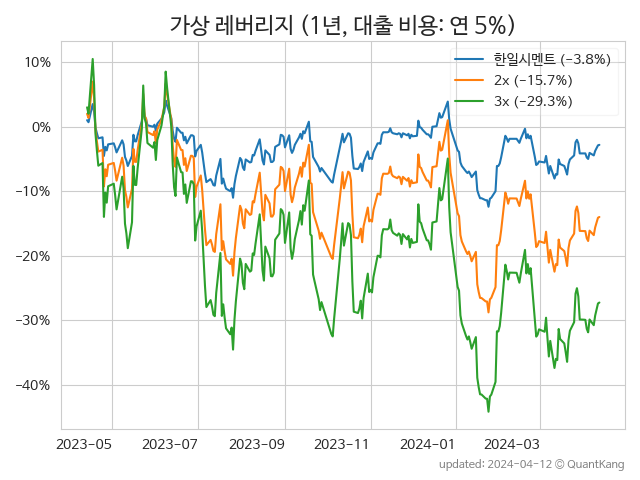 가상 레버리지 (1년, 대출 비용: 연 5%)
한일시멘트 (−3.8%)
2x (−15.7%)
3x (−29.3%)
10%
0%
−10%
−20%
−30%
−40%
2023-05 2023-07 2023-09 2023-11 2024-01 2024-03
updated: 2024-04-12 © QuantKang